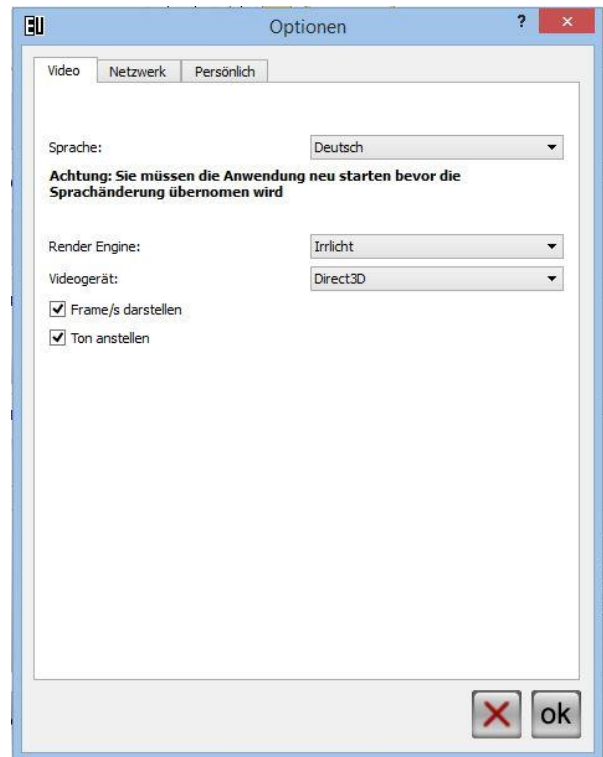 EU Optionen ?
Video Netzwerk Persönlich
Sprache: Deutsch
Achtung: Sie müssen die Anwendung neu starten bevor die
Sprachänderung übernomen wird
Render Engine: Irrlicht
Videogerät: Direct3D
Frame/s darstellen
Ton anstellen
ok